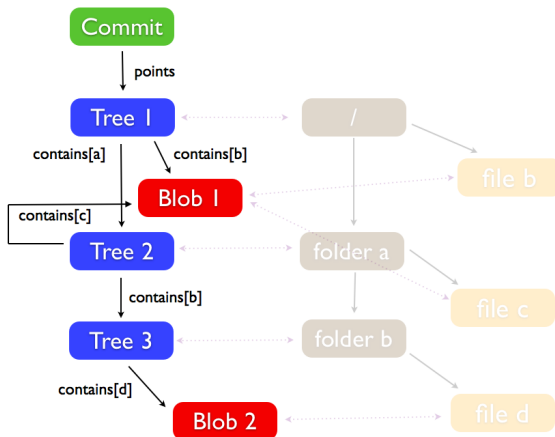 Commit
points
Tree 1
/
contains[a]
contains[b]
file b
Blob 1
contains[c]
Tree 2
folder a
contains[b]
file c
Tree 3
folder b
contains[d]
Blob 2
file d